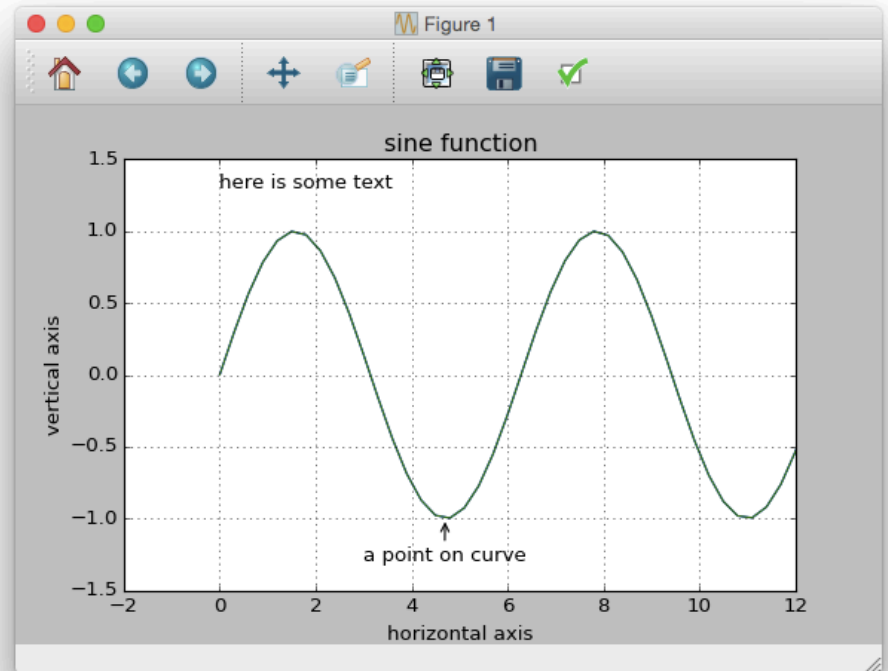 Figure 1
sine function
1.5
here is some text
1.0
0.5
0.0
−0.5
−1.0
a point on curve
−1.5
vertical axis
−2 0 2 4 6 8 10 12
horizontal axis